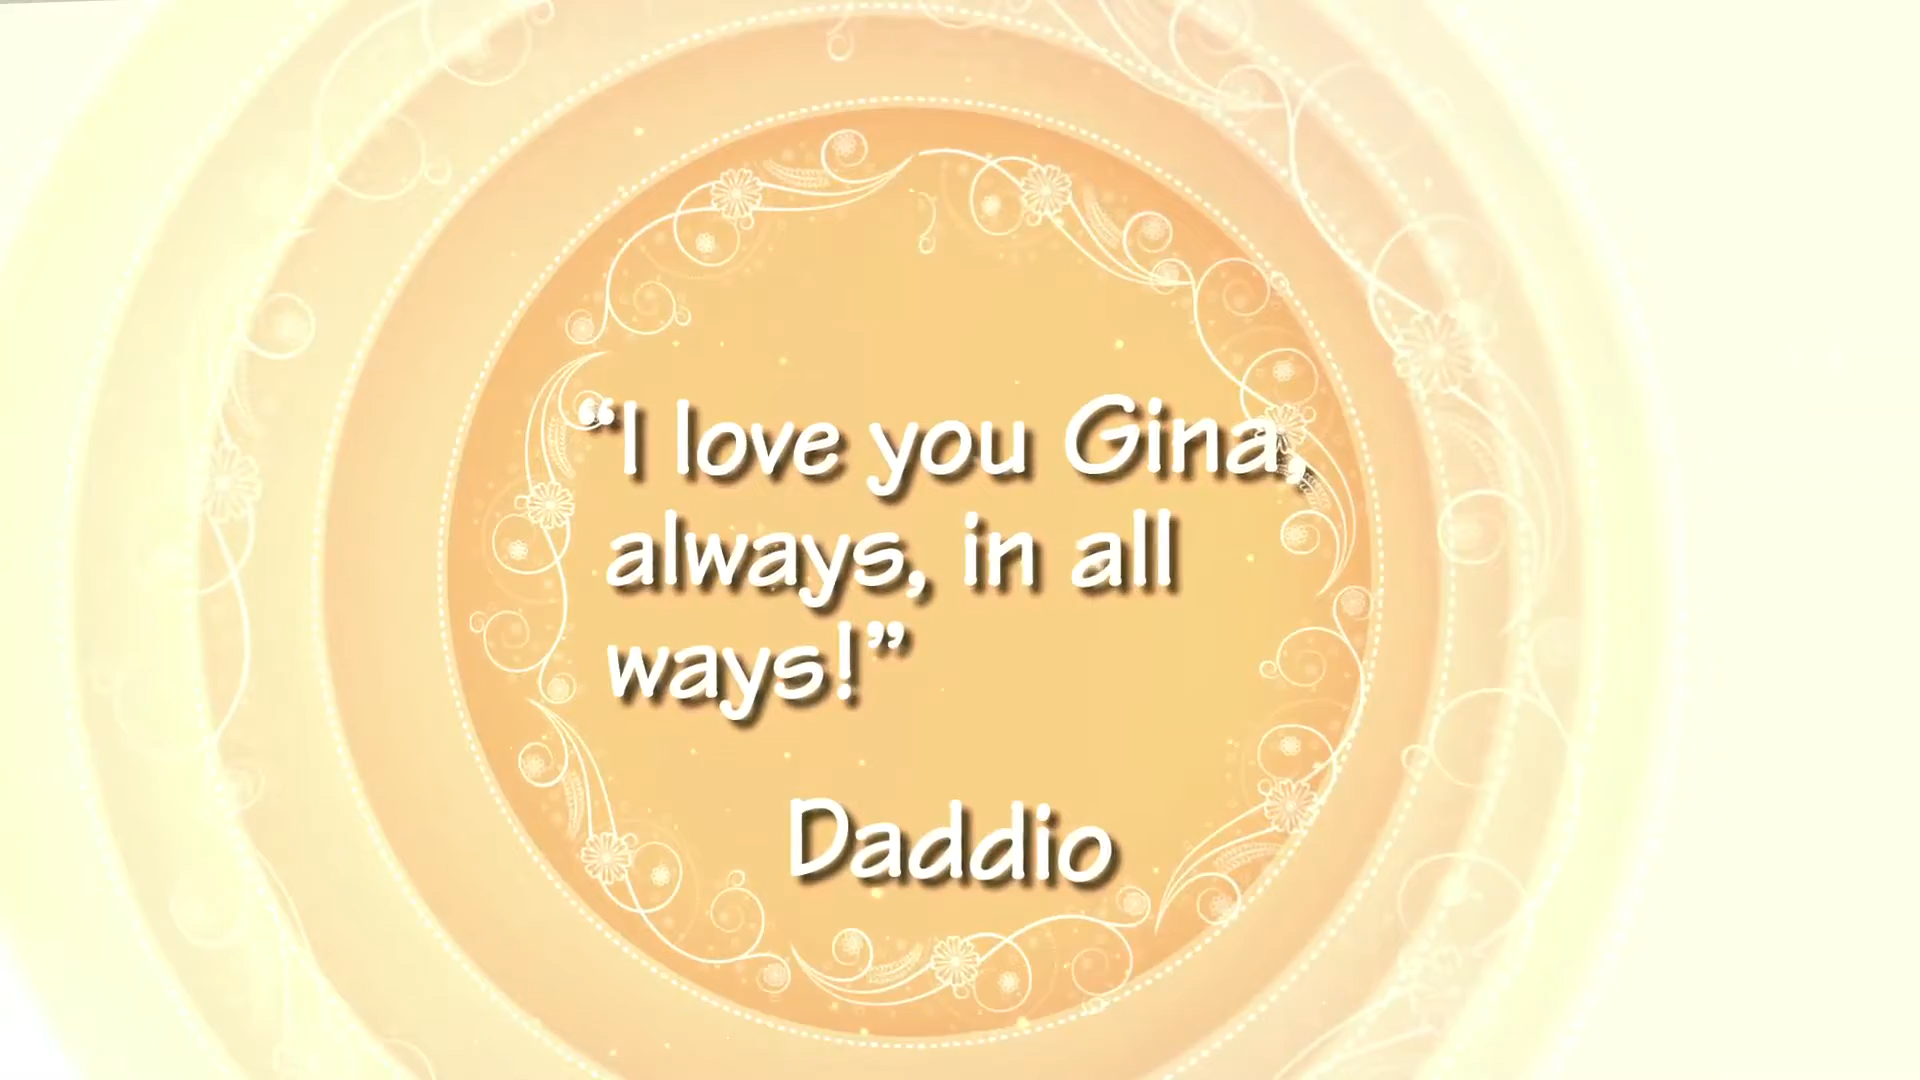 “I love you Gina,
always, in all
ways!”
Daddio